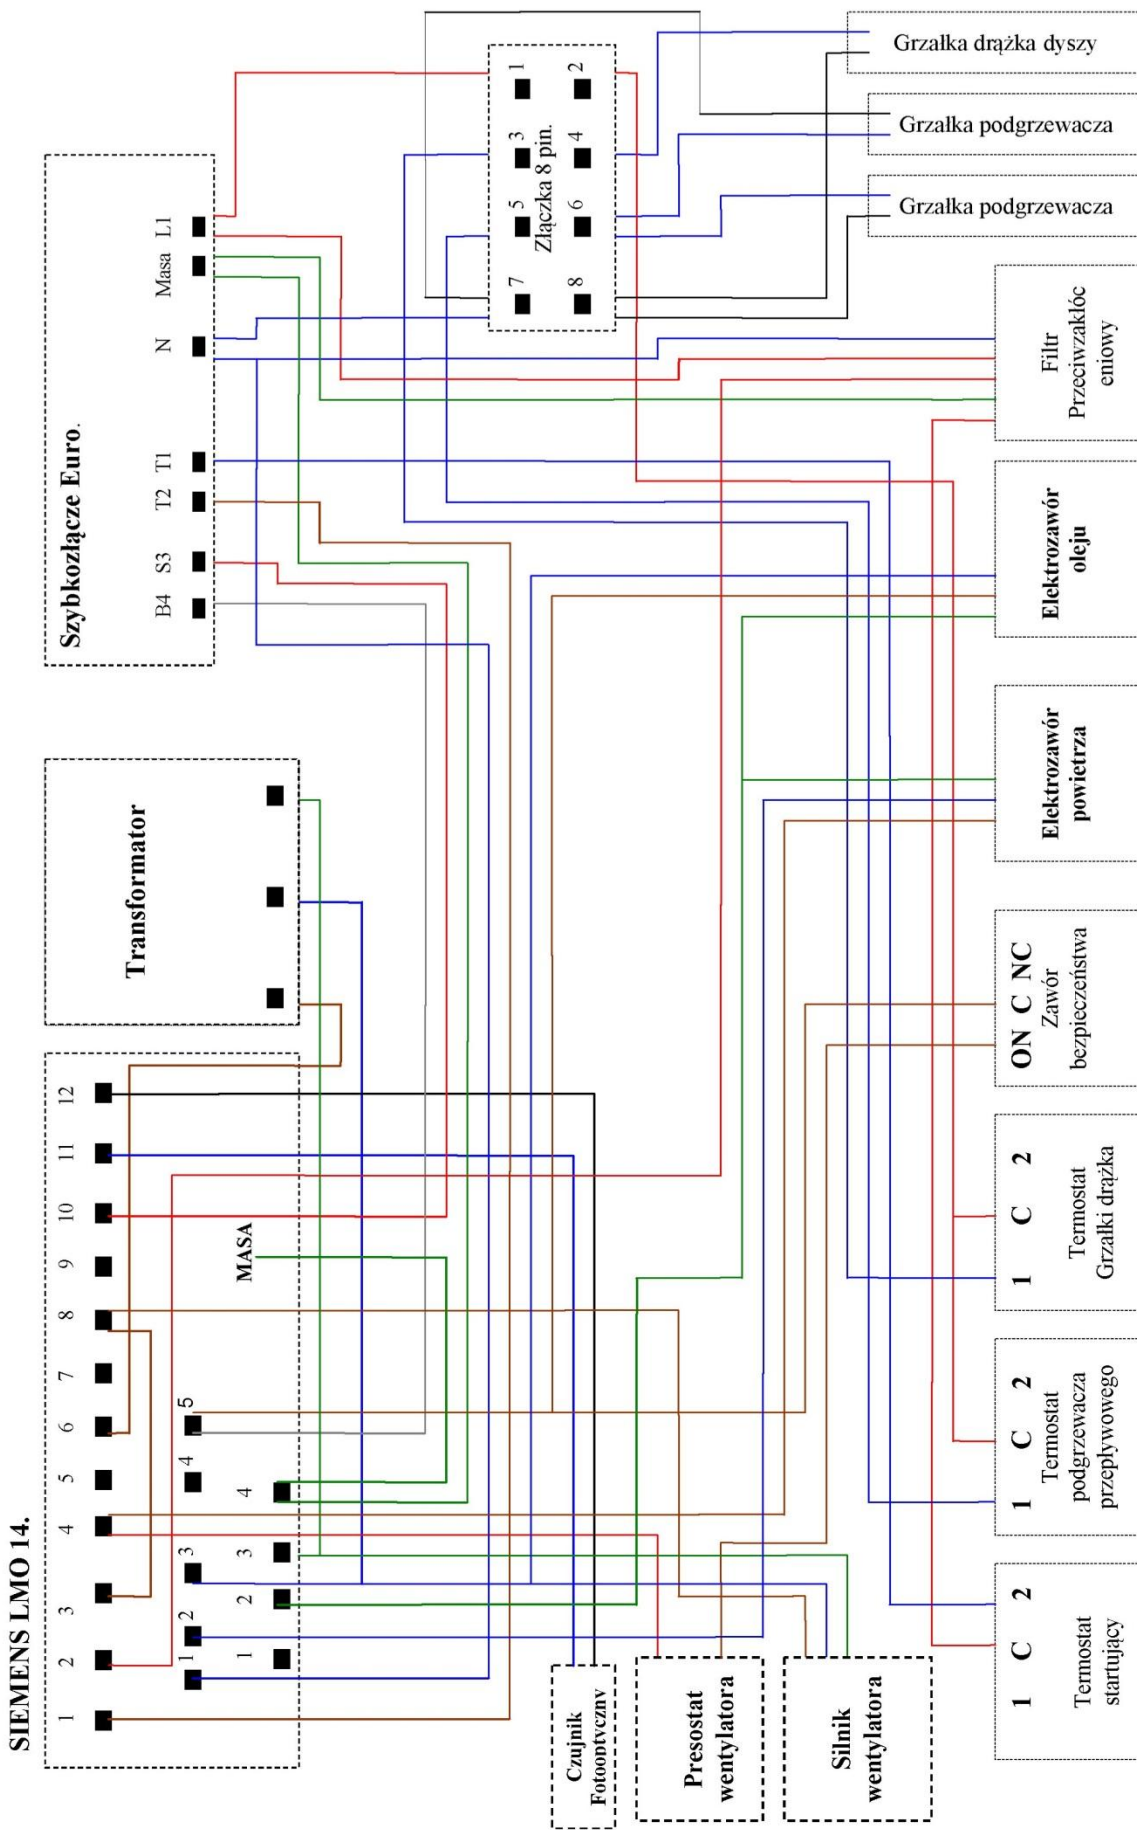 SIEMENS LMO 14.
1 2 3 4 5 6 7 8 9 10 11 12
1 2 3 4 5
1 2 3 4
MASA
Transformator
Szybkozłącze Euro.
B4 S3 T2 T1 N Masa L1
Złączka 8 pin.
7 5 3 1
8 6 4 2
Czujnik
Fotooptyczny
Presostat
wentylatora
Silnik
wentylatora
1 C 2
Termostat
startujący
1 C 2
Termostat
podgrzewacza
przepływowego
1 C 2
Termostat
Grzałki drążka
ON C NC
Zawór
bezpieczeństwa
Elektrozawór
powietrza
Elektrozawór
oleju
Filtr
Przeciwzakłóc
eniowy
Grzałka podgrzewacza
Grzałka podgrzewacza
Grzałka drążka dyszy